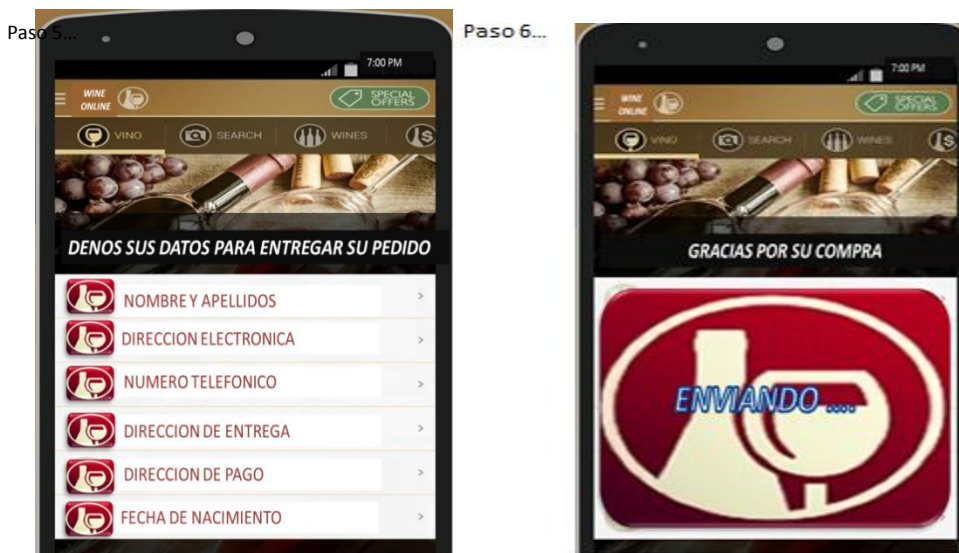 Paso 5...
7:00 PM
WINE
ONLINE
SPECIAL
OFFERS
VINO
SEARCH
WINES
DENOS SUS DATOS PARA ENTREGAR SU PEDIDO
NOMBRE Y APELLIDOS
DIRECCION ELECTRONICA
NUMERO TELEFONICO
DIRECCION DE ENTREGA
DIRECCION DE PAGO
FECHA DE NACIMIENTO
Paso 6...
7:00 PM
WINE
ONLINE
SPECIAL
OFFERS
VINO
SEARCH
WINES
GRACIAS POR SU COMPRA
ENVIANDO ....